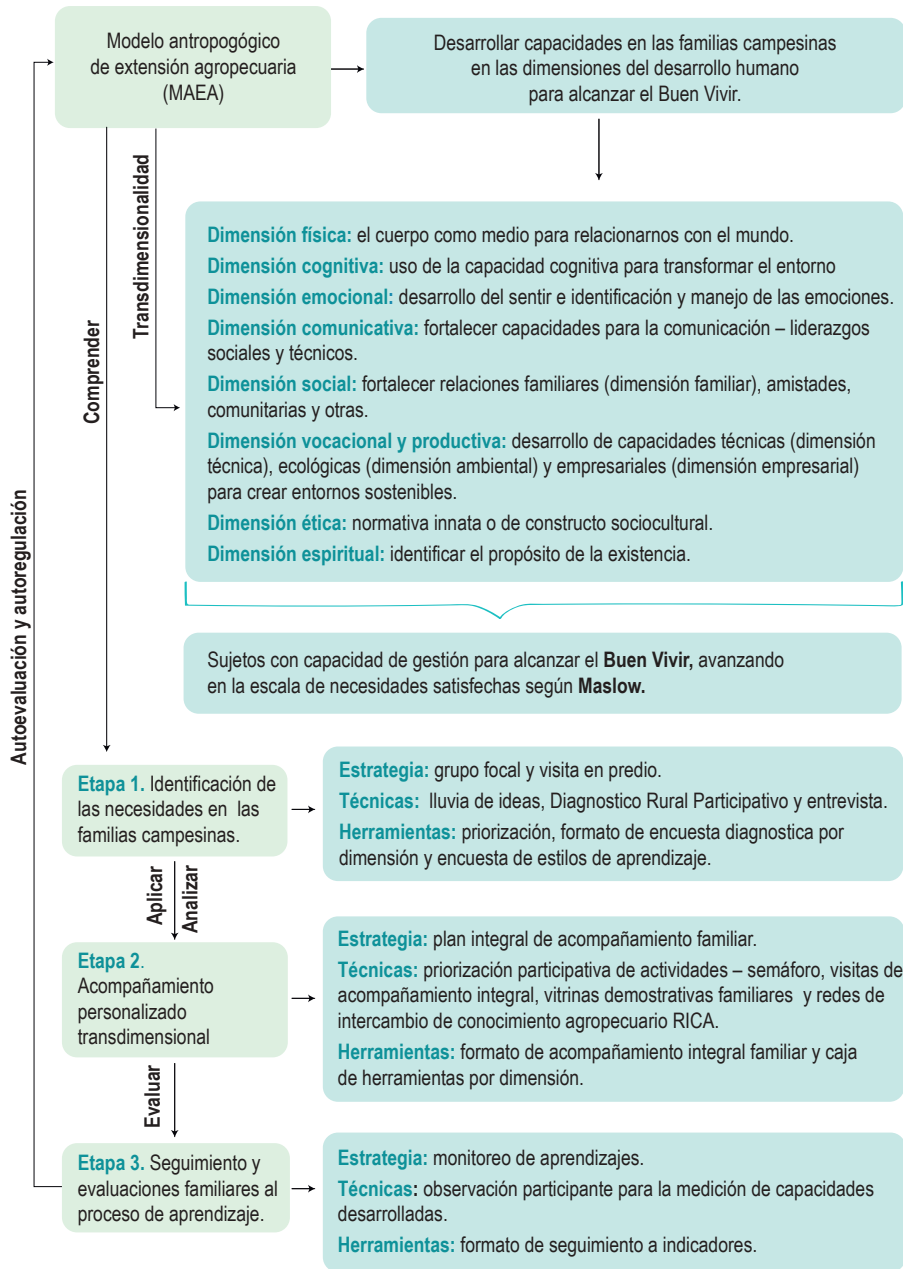 Modelo antropogógico
de extensión agropecuaria
(MAEA)
Desarrollar capacidades en las familias campesinas
en las dimensiones del desarrollo humano
para alcanzar el Buen Vivir.
Transdimensionalidad
Comprender
Autoevaluación y autoregulación
Dimensión física: el cuerpo como medio para relacionarnos con el mundo.
Dimensión cognitiva: uso de la capacidad cognitiva para transformar el entorno
Dimensión emocional: desarrollo del sentir e identificación y manejo de las emociones.
Dimensión comunicativa: fortalecer capacidades para la comunicación – liderazgos
sociales y técnicos.
Dimensión social: fortalecer relaciones familiares (dimensión familiar), amistades,
comunitarias y otras.
Dimensión vocacional y productiva: desarrollo de capacidades técnicas (dimensión
técnica), ecológicas (dimensión ambiental) y empresariales (dimensión empresarial)
para crear entornos sostenibles.
Dimensión ética: normativa innata o de constructo sociocultural.
Dimensión espiritual: identificar el propósito de la existencia.
Sujetos con capacidad de gestión para alcanzar el Buen Vivir, avanzando
en la escala de necesidades satisfechas según Maslow.
Etapa 1. Identificación de
las necesidades en las
familias campesinas.
Estrategia: grupo focal y visita en predio.
Técnicas: lluvia de ideas, Diagnostico Rural Participativo y entrevista.
Herramientas: priorización, formato de encuesta diagnostica por
dimensión y encuesta de estilos de aprendizaje.
Aplicar
Analizar
Etapa 2.
Acompañamiento
personalizado
transdimensional
Estrategia: plan integral de acompañamiento familiar.
Técnicas: priorización participativa de actividades – semáforo, visitas de
acompañamiento integral, vitrinas demostrativas familiares y redes de
intercambio de conocimiento agropecuario RICA.
Herramientas: formato de acompañamiento integral familiar y caja
de herramientas por dimensión.
Evaluar
Etapa 3. Seguimiento y
evaluaciones familiares al
proceso de aprendizaje.
Estrategia: monitoreo de aprendizajes.
Técnicas: observación participante para la medición de capacidades
desarrolladas.
Herramientas: formato de seguimiento a indicadores.